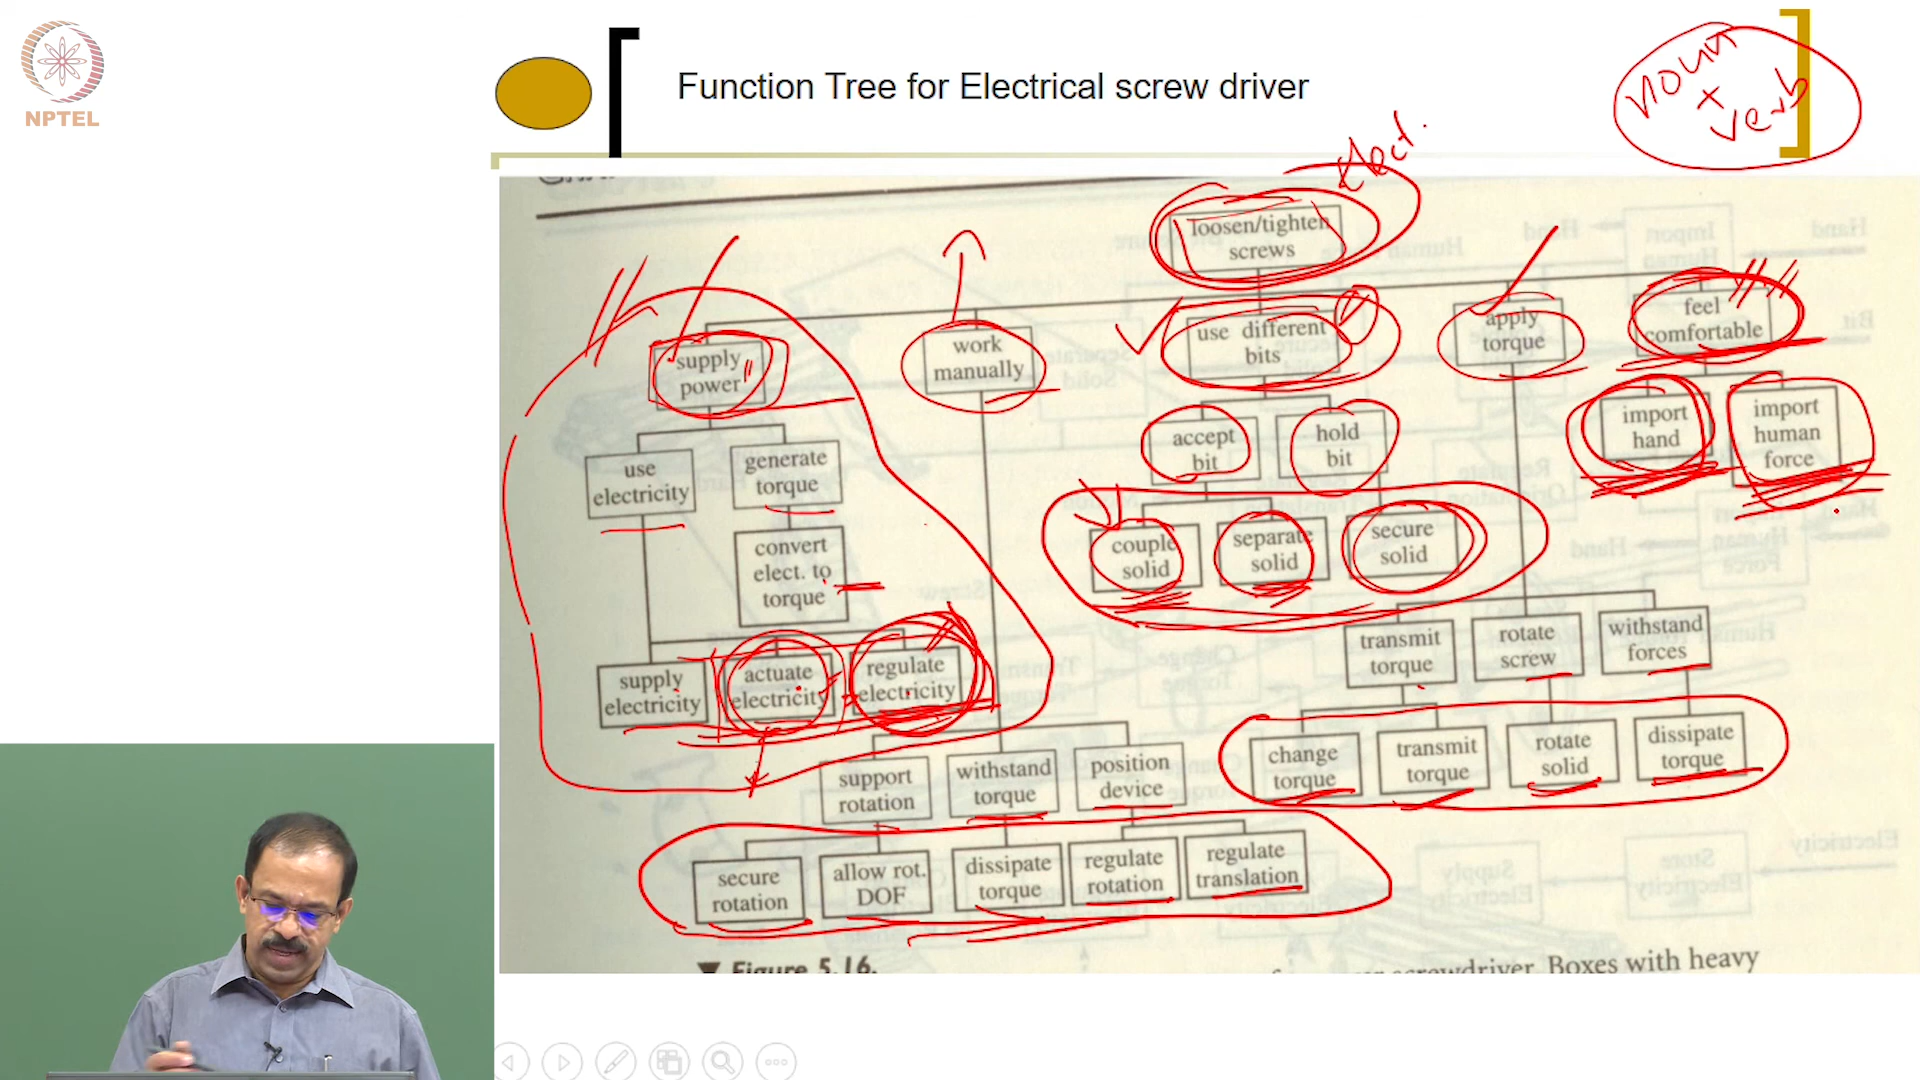 NPTEL
Function Tree for Electrical screw driver
noun
+
verb
elect.
loosen/tighten
screws
supply
power
work
manually
use different
bits
apply
torque
feel
comfortable
use
electricity
generate
torque
accept
bit
hold
bit
import
hand
import
human
force
convert
elect. to
torque
couple
solid
separate
solid
secure
solid
supply
electricity
actuate
electricity
regulate
electricity
transmit
torque
rotate
screw
withstand
forces
support
rotation
withstand
torque
position
device
change
torque
transmit
torque
rotate
solid
dissipate
torque
secure
rotation
allow rot.
DOF
dissipate
torque
regulate
rotation
regulate
translation
Figure 5.16.
screwdriver. Boxes with heavy